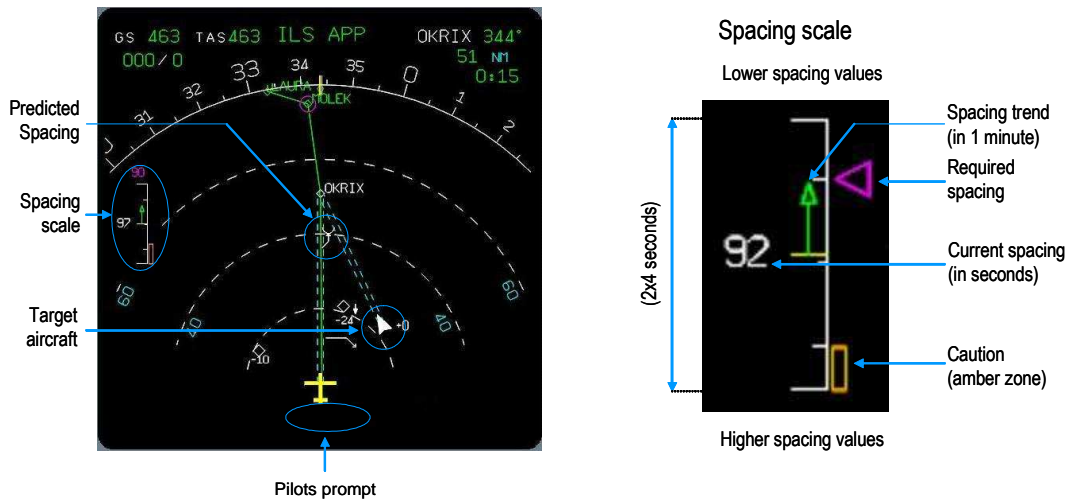 GS 463 TAS463 ILS APP
000/0
OKRIX 344°
51 NM
0:15
31
32
33
34
35
0
1
2
LAURA
MOLEK
OKRIX
90
97
60
40
60
40
-24
+0
-10
Predicted
Spacing
Spacing
scale
Target
aircraft
Pilots prompt
Spacing scale
Lower spacing values
(2x4 seconds)
92
Spacing trend
(in 1 minute)
Required
spacing
Current spacing
(in seconds)
Caution
(amber zone)
Higher spacing values